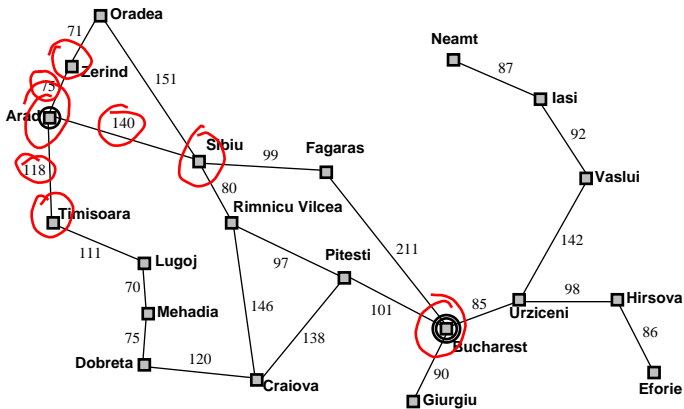 Oradea
71
Neamt
Zerind
87
151
75
Iasi
Arad
140
92
Sibiu
Fagaras
99
118
Vaslui
80
Timisoara
Rimnicu Vilcea
142
111
211
Lugoj
97
Pitesti
70
98
Hirsova
146
101
85
Urziceni
Mehadia
138
86
75
Bucharest
120
90
Dobreta
Craiova
Eforie
Giurgiu